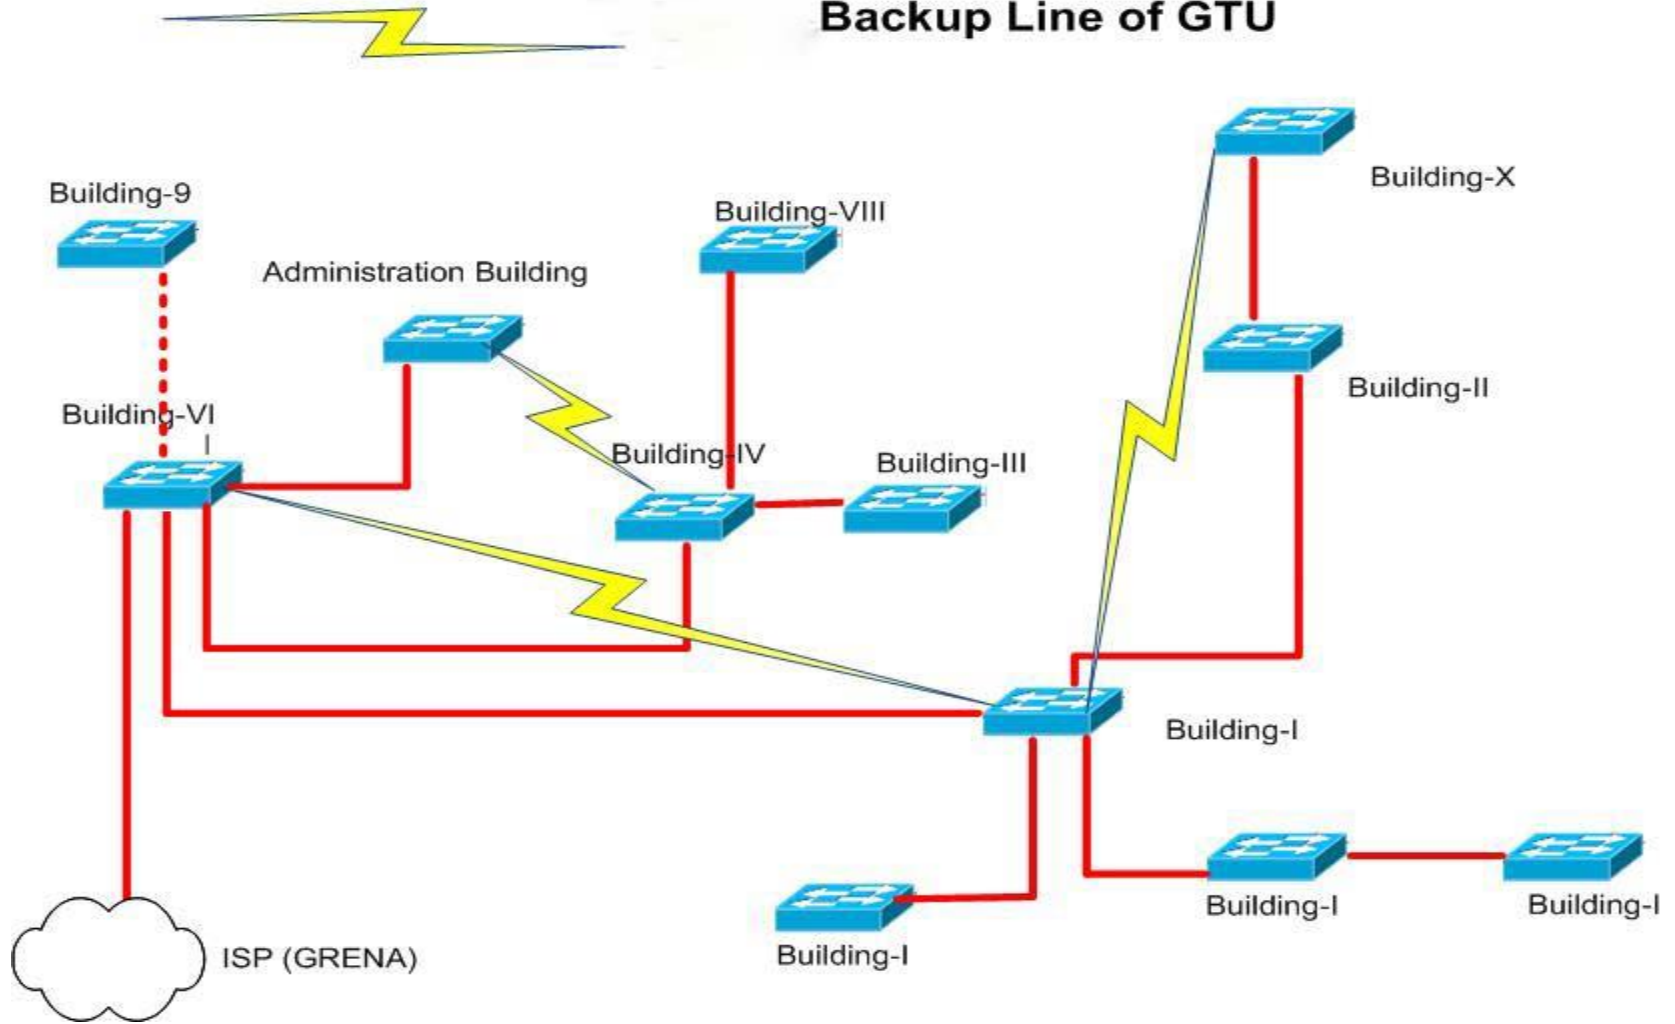 Backup Line of GTU
Building-X
Building-9
Building-VIII
Administration Building
Building-II
Building-VI
I
Building-IV
Building-III
Building-I
Building-I
Building-I
Building-I
ISP (GRENA)